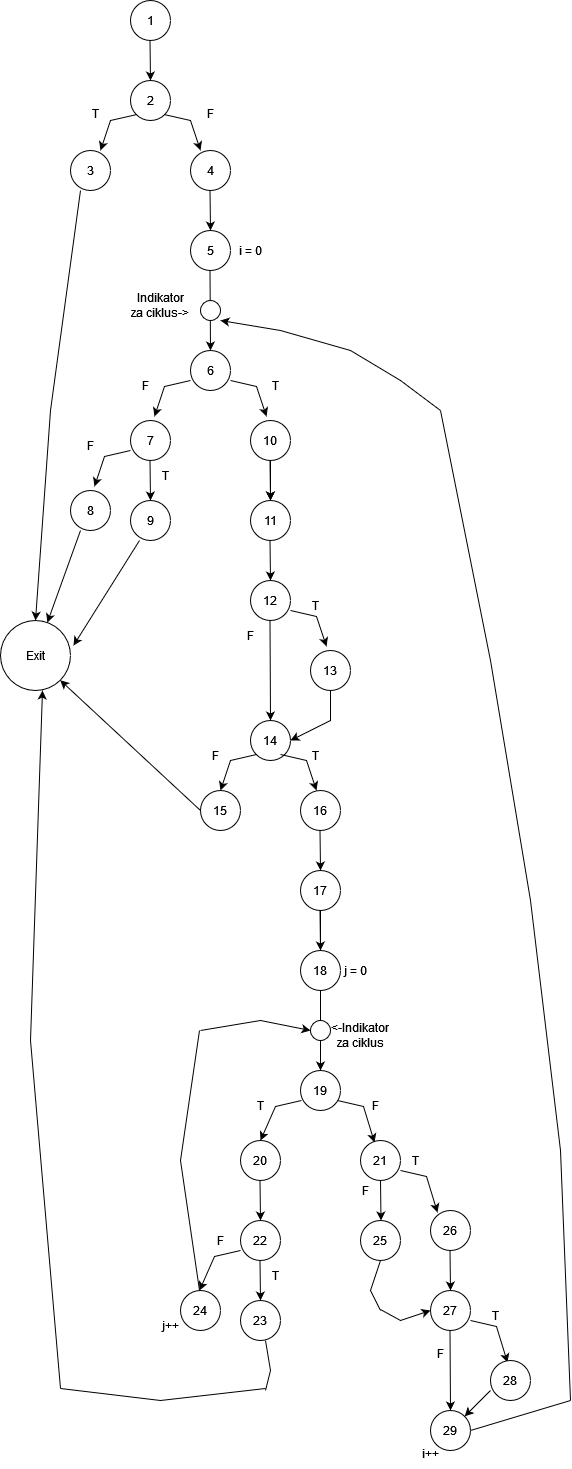 1
2
T
F
3
4
5
i = 0
Indikator
za ciklus->
6
F
T
7
10
F
T
8
9
11
12
T
F
13
Exit
14
F
T
15
16
17
18
j = 0
<-Indikator
za ciklus
19
T
F
20
21
T
F
26
22
25
F
T
24
j++
23
27
T
F
28
29
i++